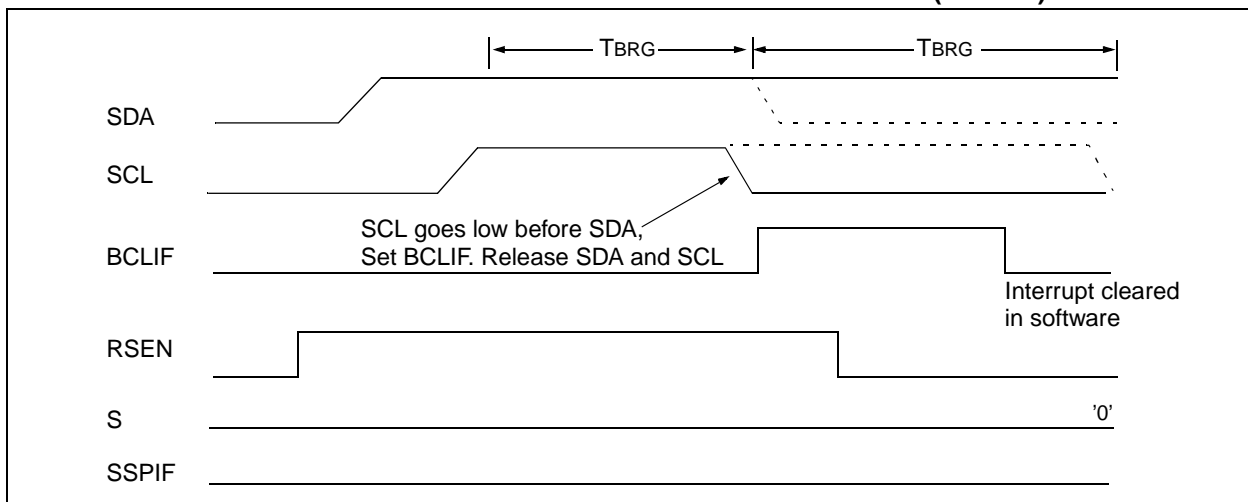 TBRG TBRG
SDA
SCL
SCL goes low before SDA,
Set BCLIF. Release SDA and SCL
BCLIF
Interrupt cleared
in software
RSEN
S '0'
SSPIF